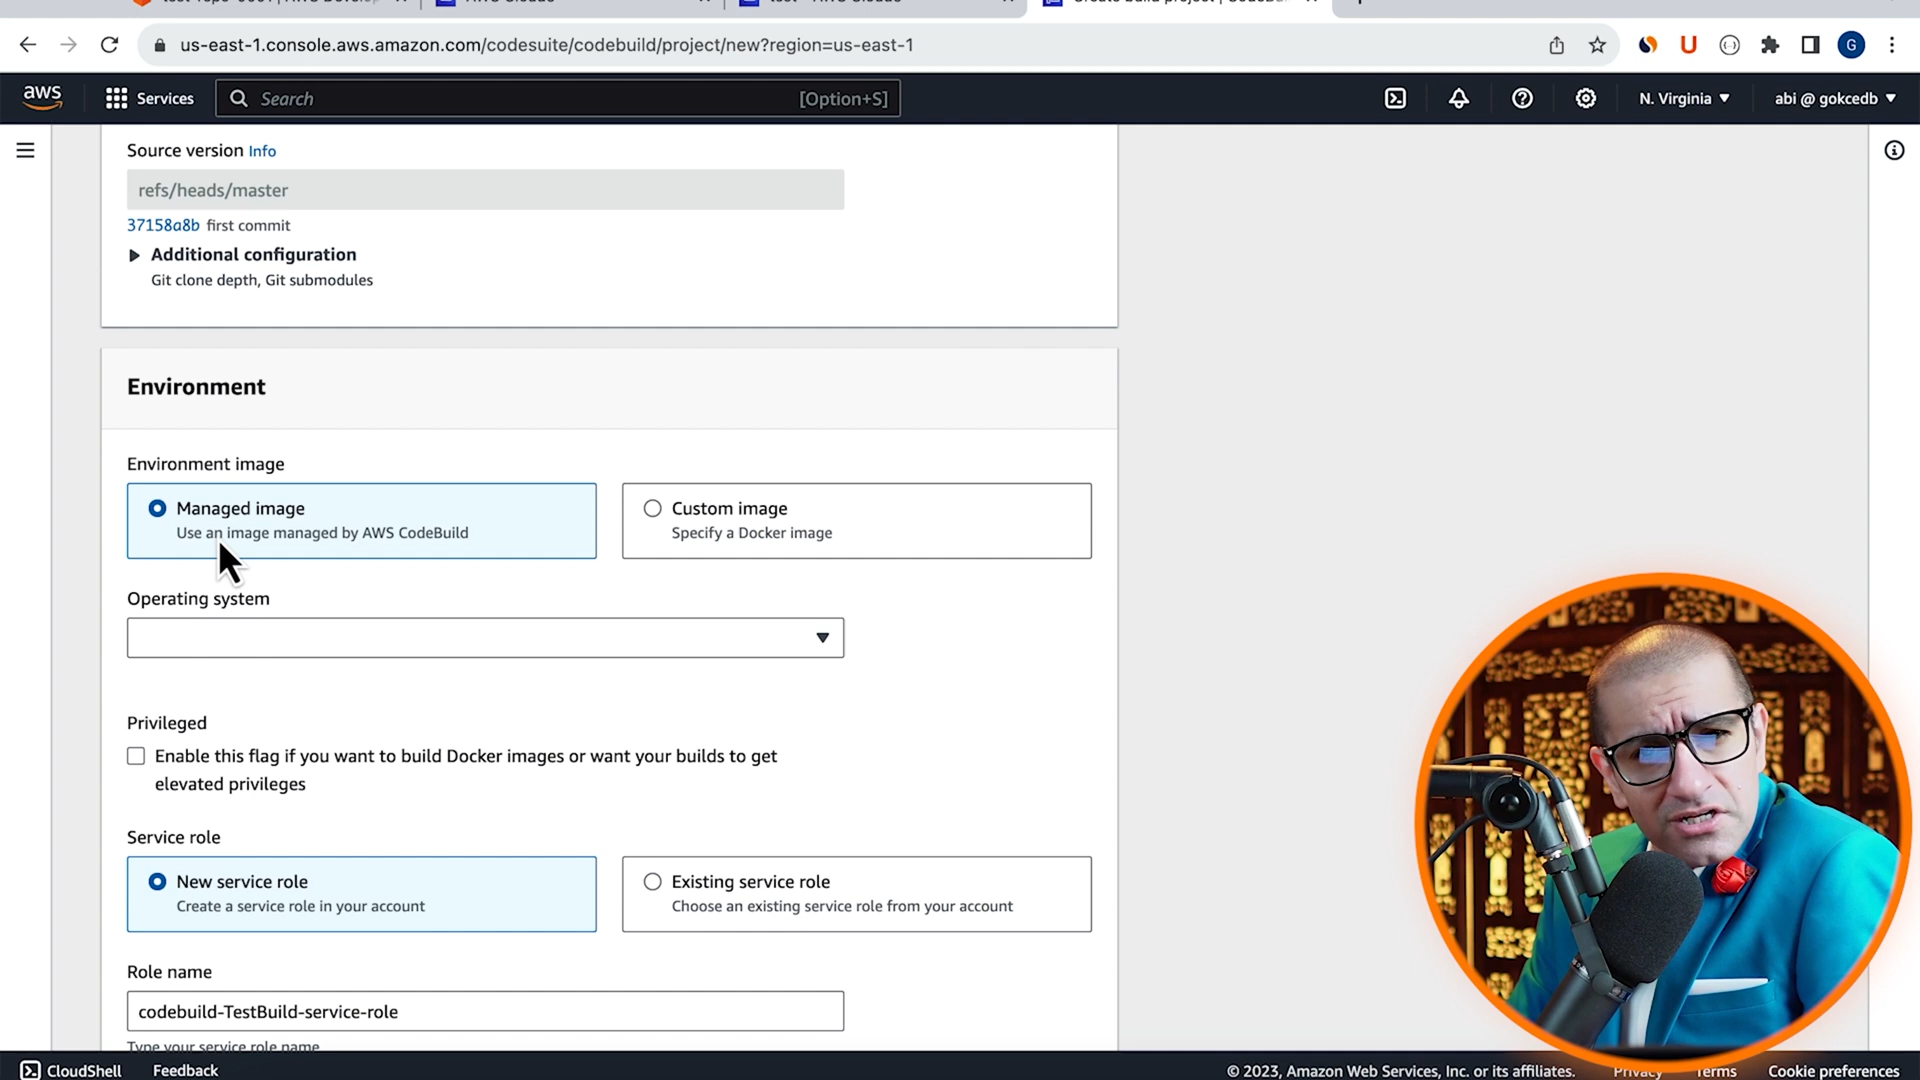 us-east-1.console.aws.amazon.com/codesuite/codebuild/project/new?region=us-east-1
U
G
aws
Services
Search
[Option+S]
N. Virginia
abi @ gokcedb
Source version Info
refs/heads/master
37158a8b first commit
Additional configuration
Git clone depth, Git submodules
Environment
Environment image
Managed image
Use an image managed by AWS CodeBuild
Custom image
Specify a Docker image
Operating system
Privileged
Enable this flag if you want to build Docker images or want your builds to get
elevated privileges
Service role
New service role
Create a service role in your account
Existing service role
Choose an existing service role from your account
Role name
codebuild-TestBuild-service-role
Type your service role name
CloudShell
Feedback
© 2023, Amazon Web Services, Inc. or its affiliates.
Privacy
Terms
Cookie preferences